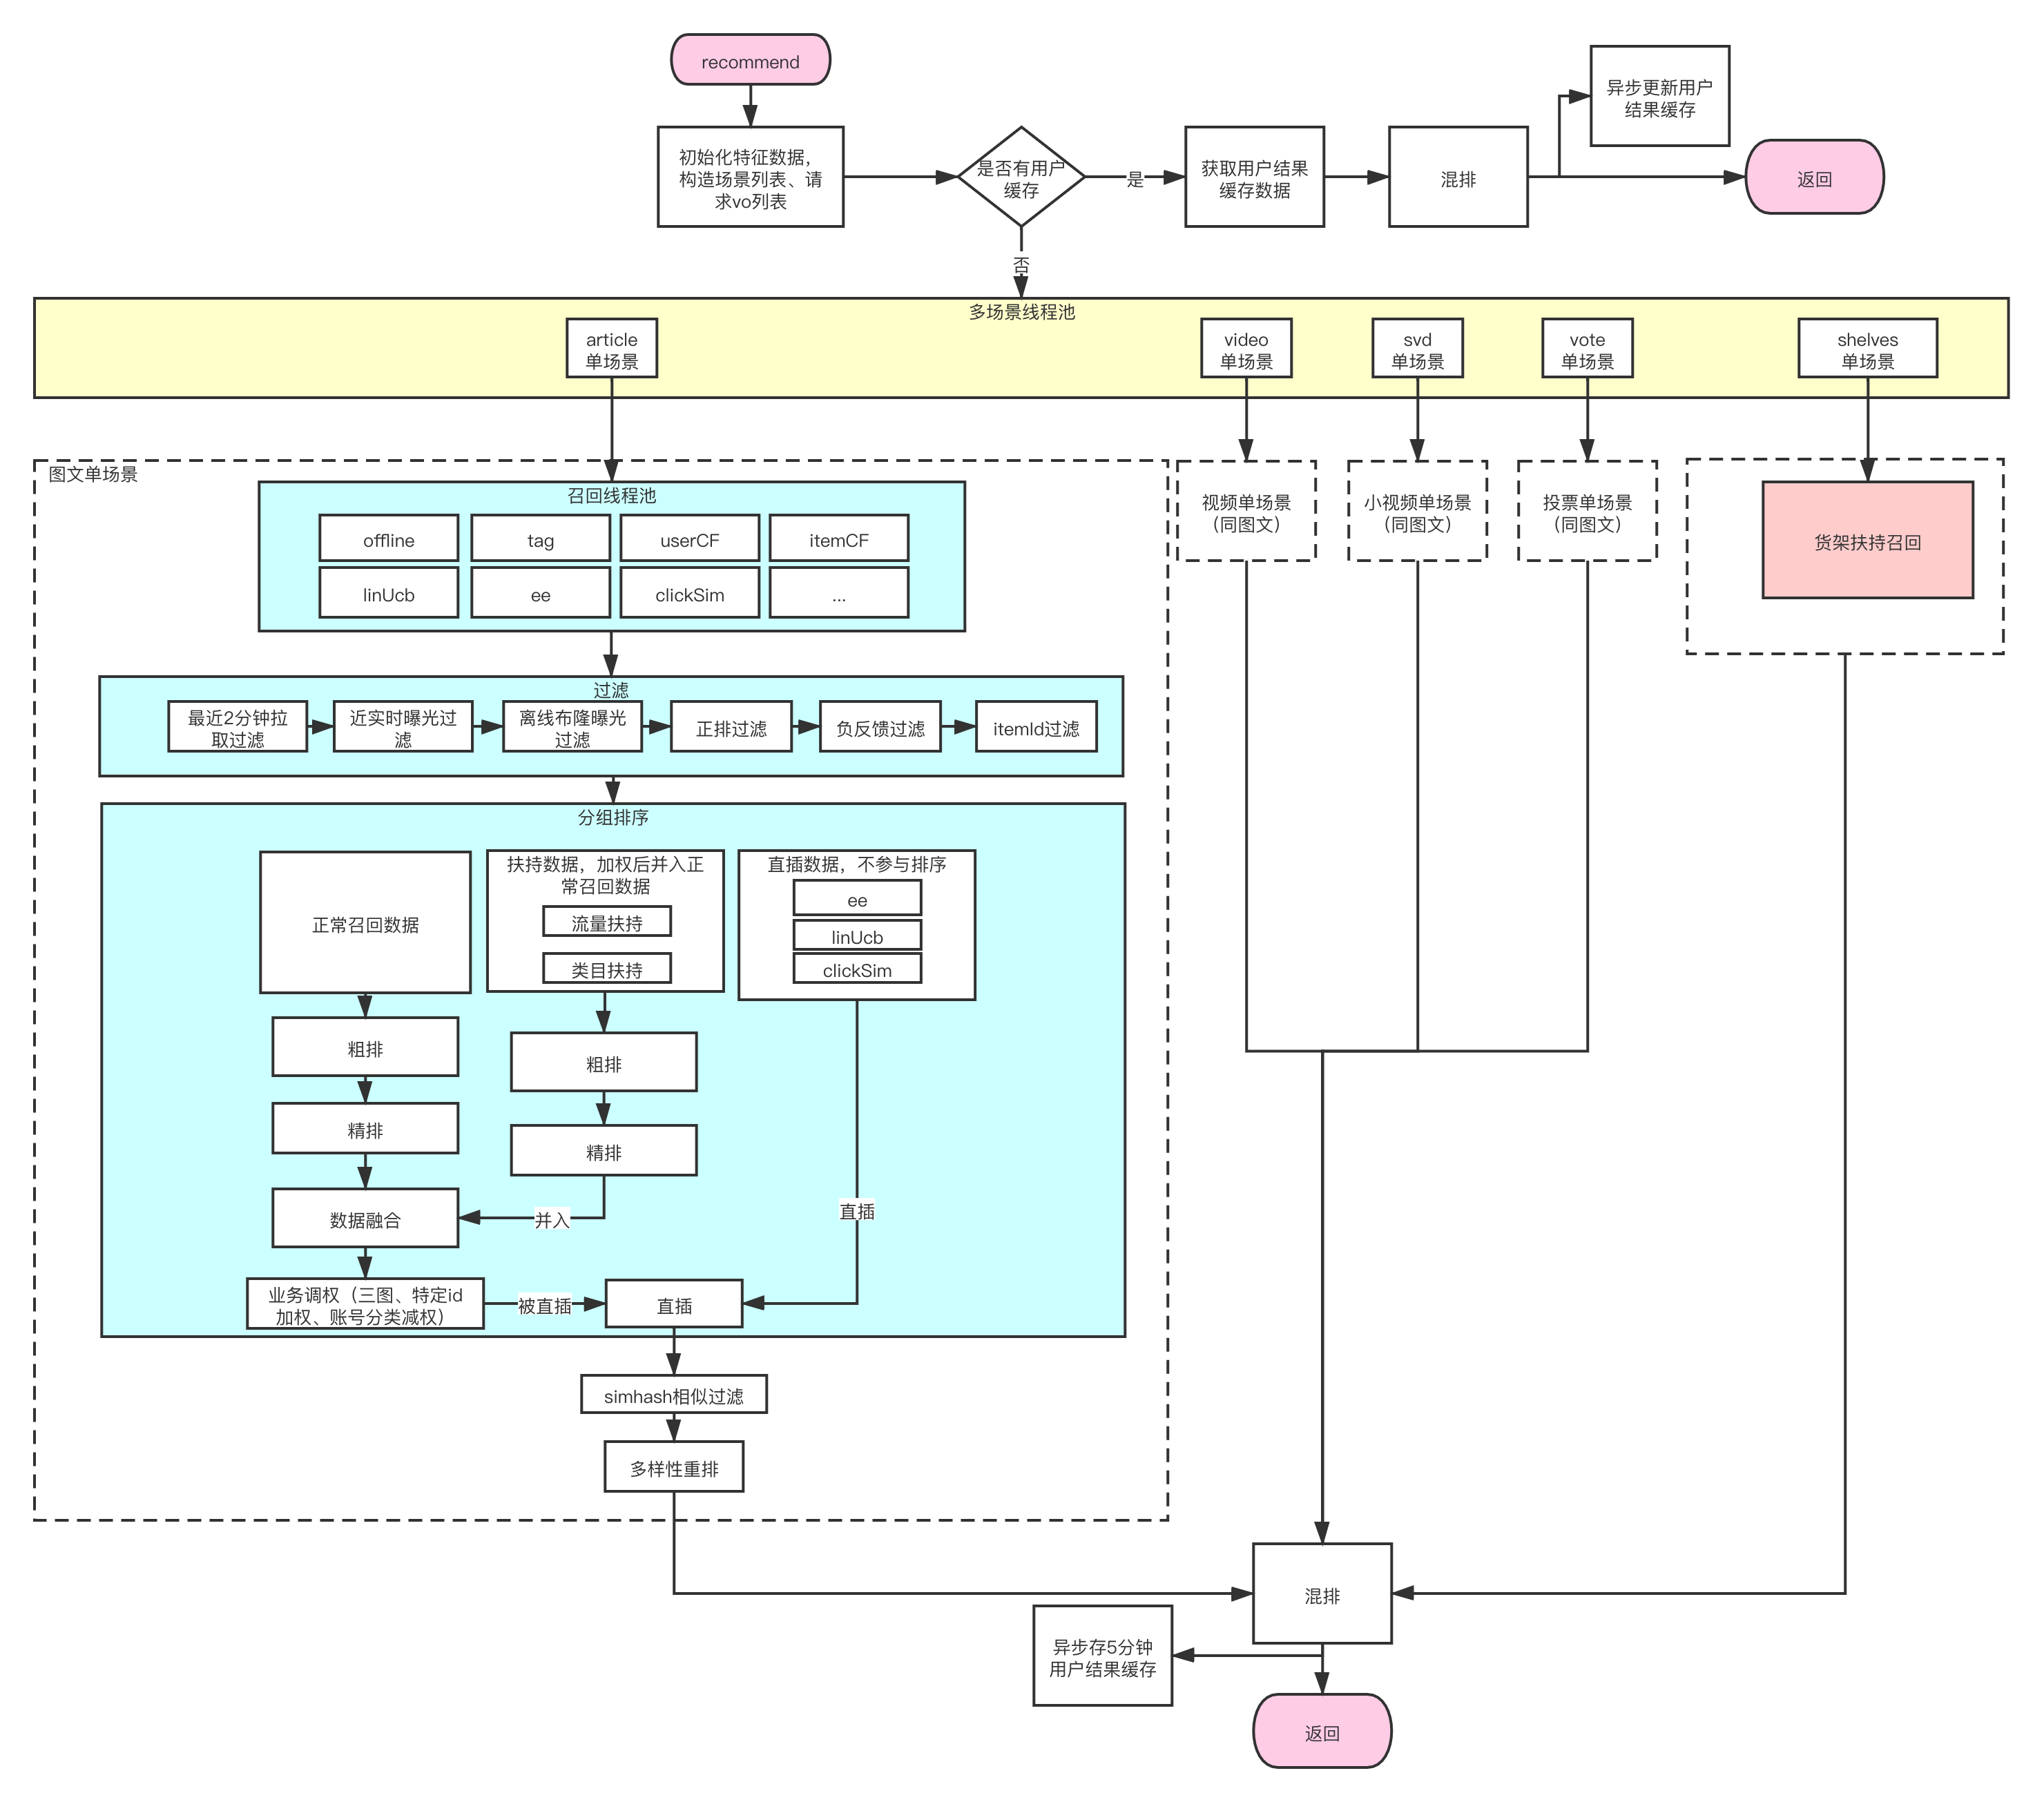 recommend
初始化特征数据，
构造场景列表、请
求vo列表
是否有用户
缓存
是
获取用户结果
缓存数据
混排
异步更新用户
结果缓存
返回
否
多场景线程池
article
单场景
video
单场景
svd
单场景
vote
单场景
shelves
单场景
图文单场景
召回线程池
offline
tag
userCF
itemCF
linUcb
ee
clickSim
...
视频单场景
（同图文）
小视频单场景
（同图文）
投票单场景
（同图文）
货架扶持召回
过滤
最近2分钟拉
取过滤
近实时曝光过
滤
离线布隆曝光
过滤
正排过滤
负反馈过滤
itemId过滤
分组排序
正常召回数据
扶持数据，加权后并入正
常召回数据
流量扶持
类目扶持
直插数据，不参与排序
ee
linUcb
clickSim
粗排
粗排
精排
精排
数据融合
并入
直插
业务调权（三图、特定id
加权、账号分类减权）
被直插
直插
simhash相似过滤
多样性重排
混排
异步存5分钟
用户结果缓存
返回